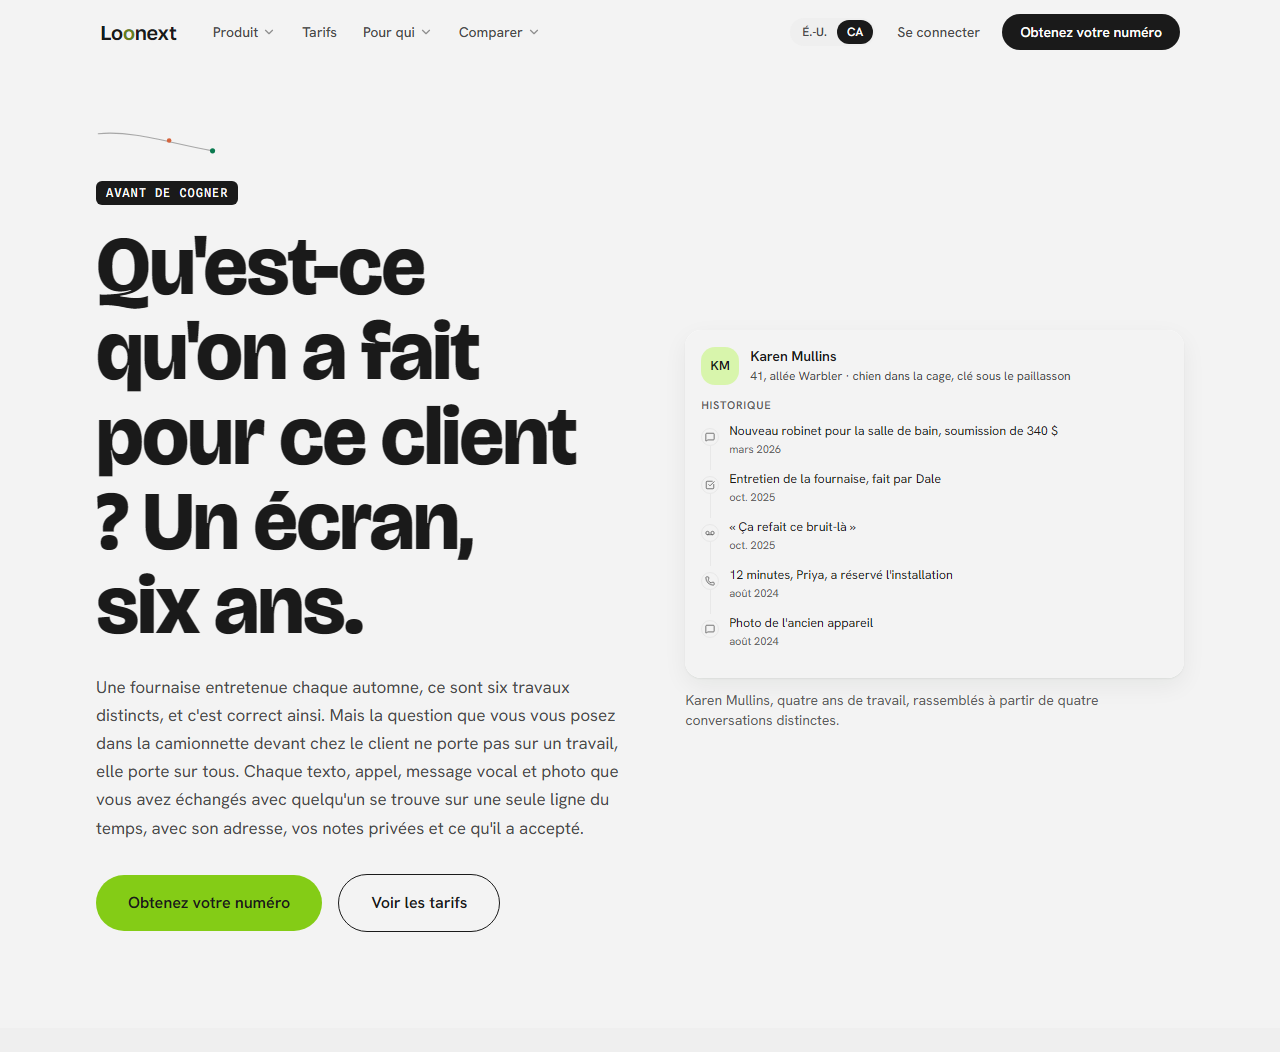 Loonext
Produit
Tarifs
Pour qui
Comparer
É.-U.
CA
Se connecter
Obtenez votre numéro
AVANT DE COGNER
Qu'est-ce
qu'on a fait
pour ce client
? Un écran,
six ans.
Une fournaise entretenue chaque automne, ce sont six travaux
distincts, et c'est correct ainsi. Mais la question que vous vous posez
dans la camionnette devant chez le client ne porte pas sur un travail,
elle porte sur tous. Chaque texto, appel, message vocal et photo que
vous avez échangés avec quelqu'un se trouve sur une seule ligne du
temps, avec son adresse, vos notes privées et ce qu'il a accepté.
Obtenez votre numéro
Voir les tarifs
KM
Karen Mullins
41, allée Warbler · chien dans la cage, clé sous le paillasson
HISTORIQUE
Nouveau robinet pour la salle de bain, soumission de 340 $
mars 2026
Entretien de la fournaise, fait par Dale
oct. 2025
« Ça refait ce bruit-là »
oct. 2025
12 minutes, Priya, a réservé l'installation
août 2024
Photo de l'ancien appareil
août 2024
Karen Mullins, quatre ans de travail, rassemblés à partir de quatre
conversations distinctes.